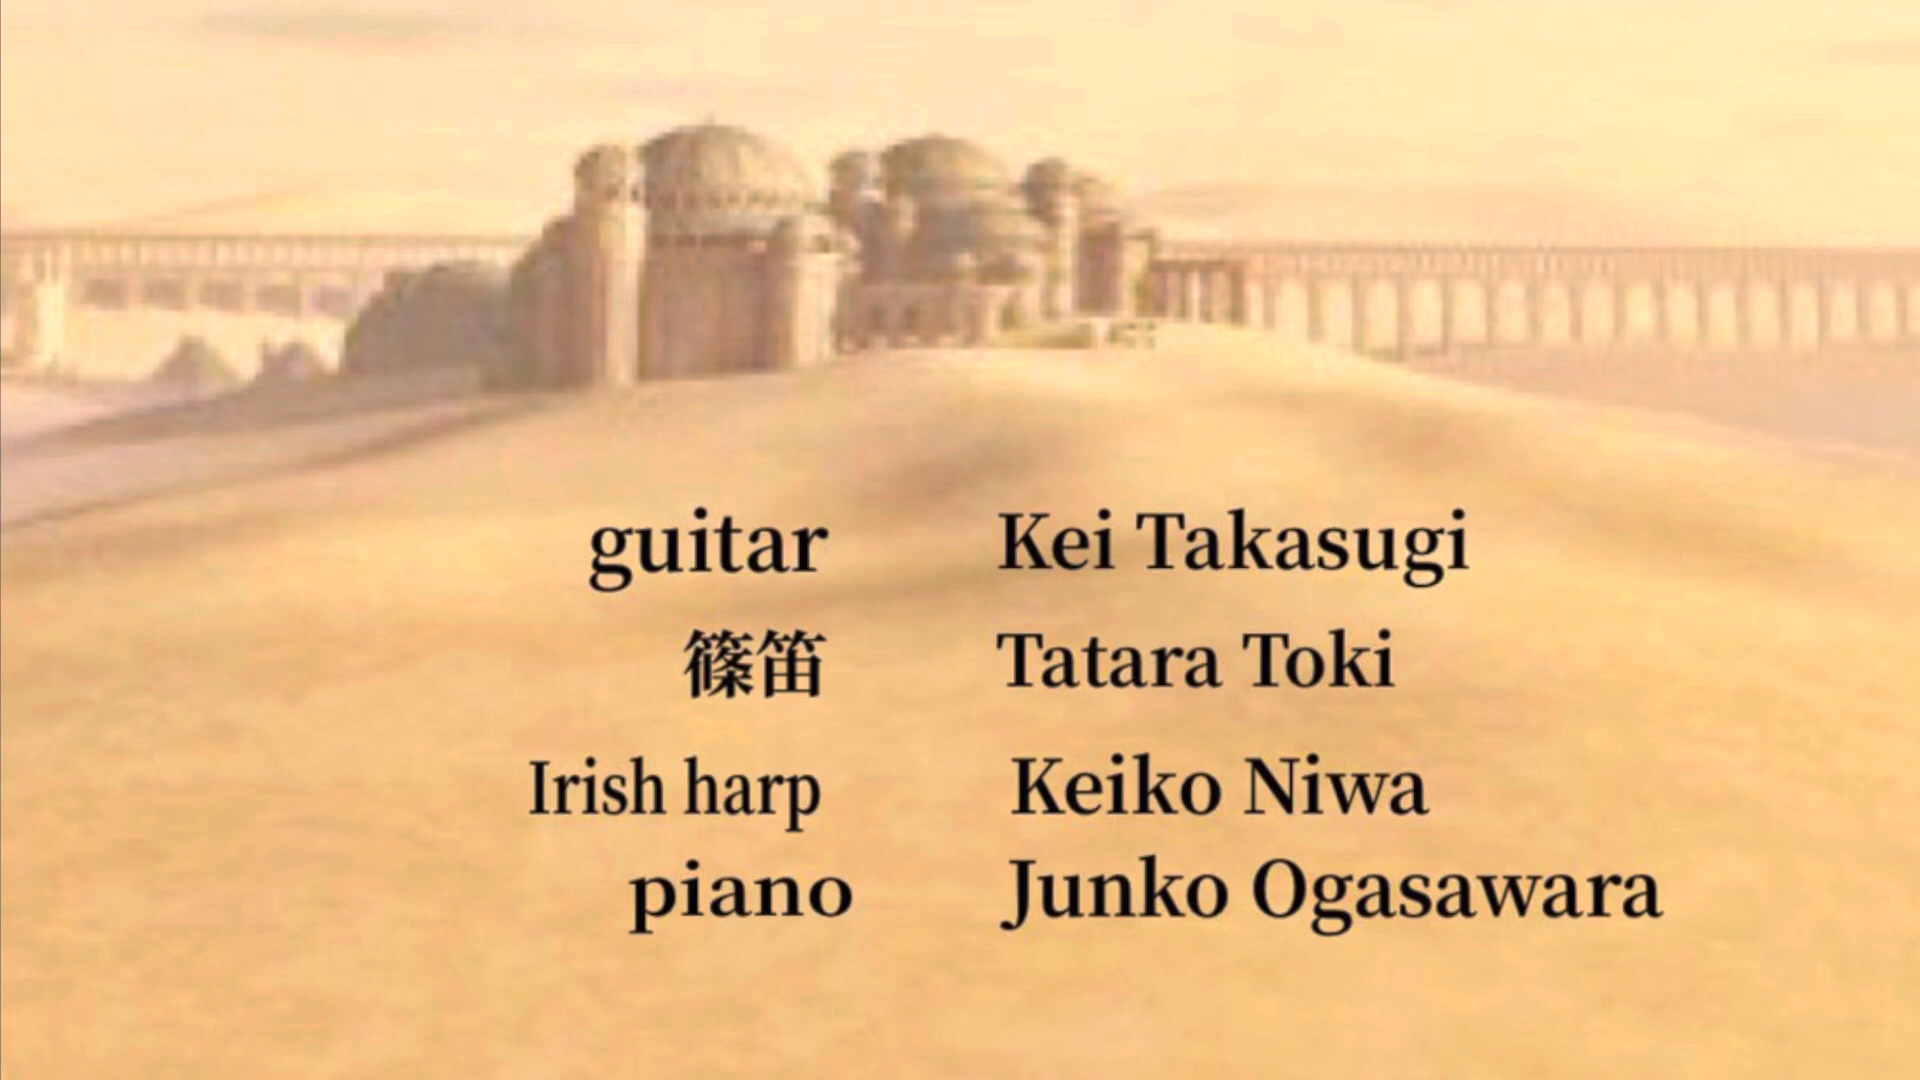 guitar Kei Takasugi
篠笛 Tatara Toki
Irish harp Keiko Niwa
piano Junko Ogasawara